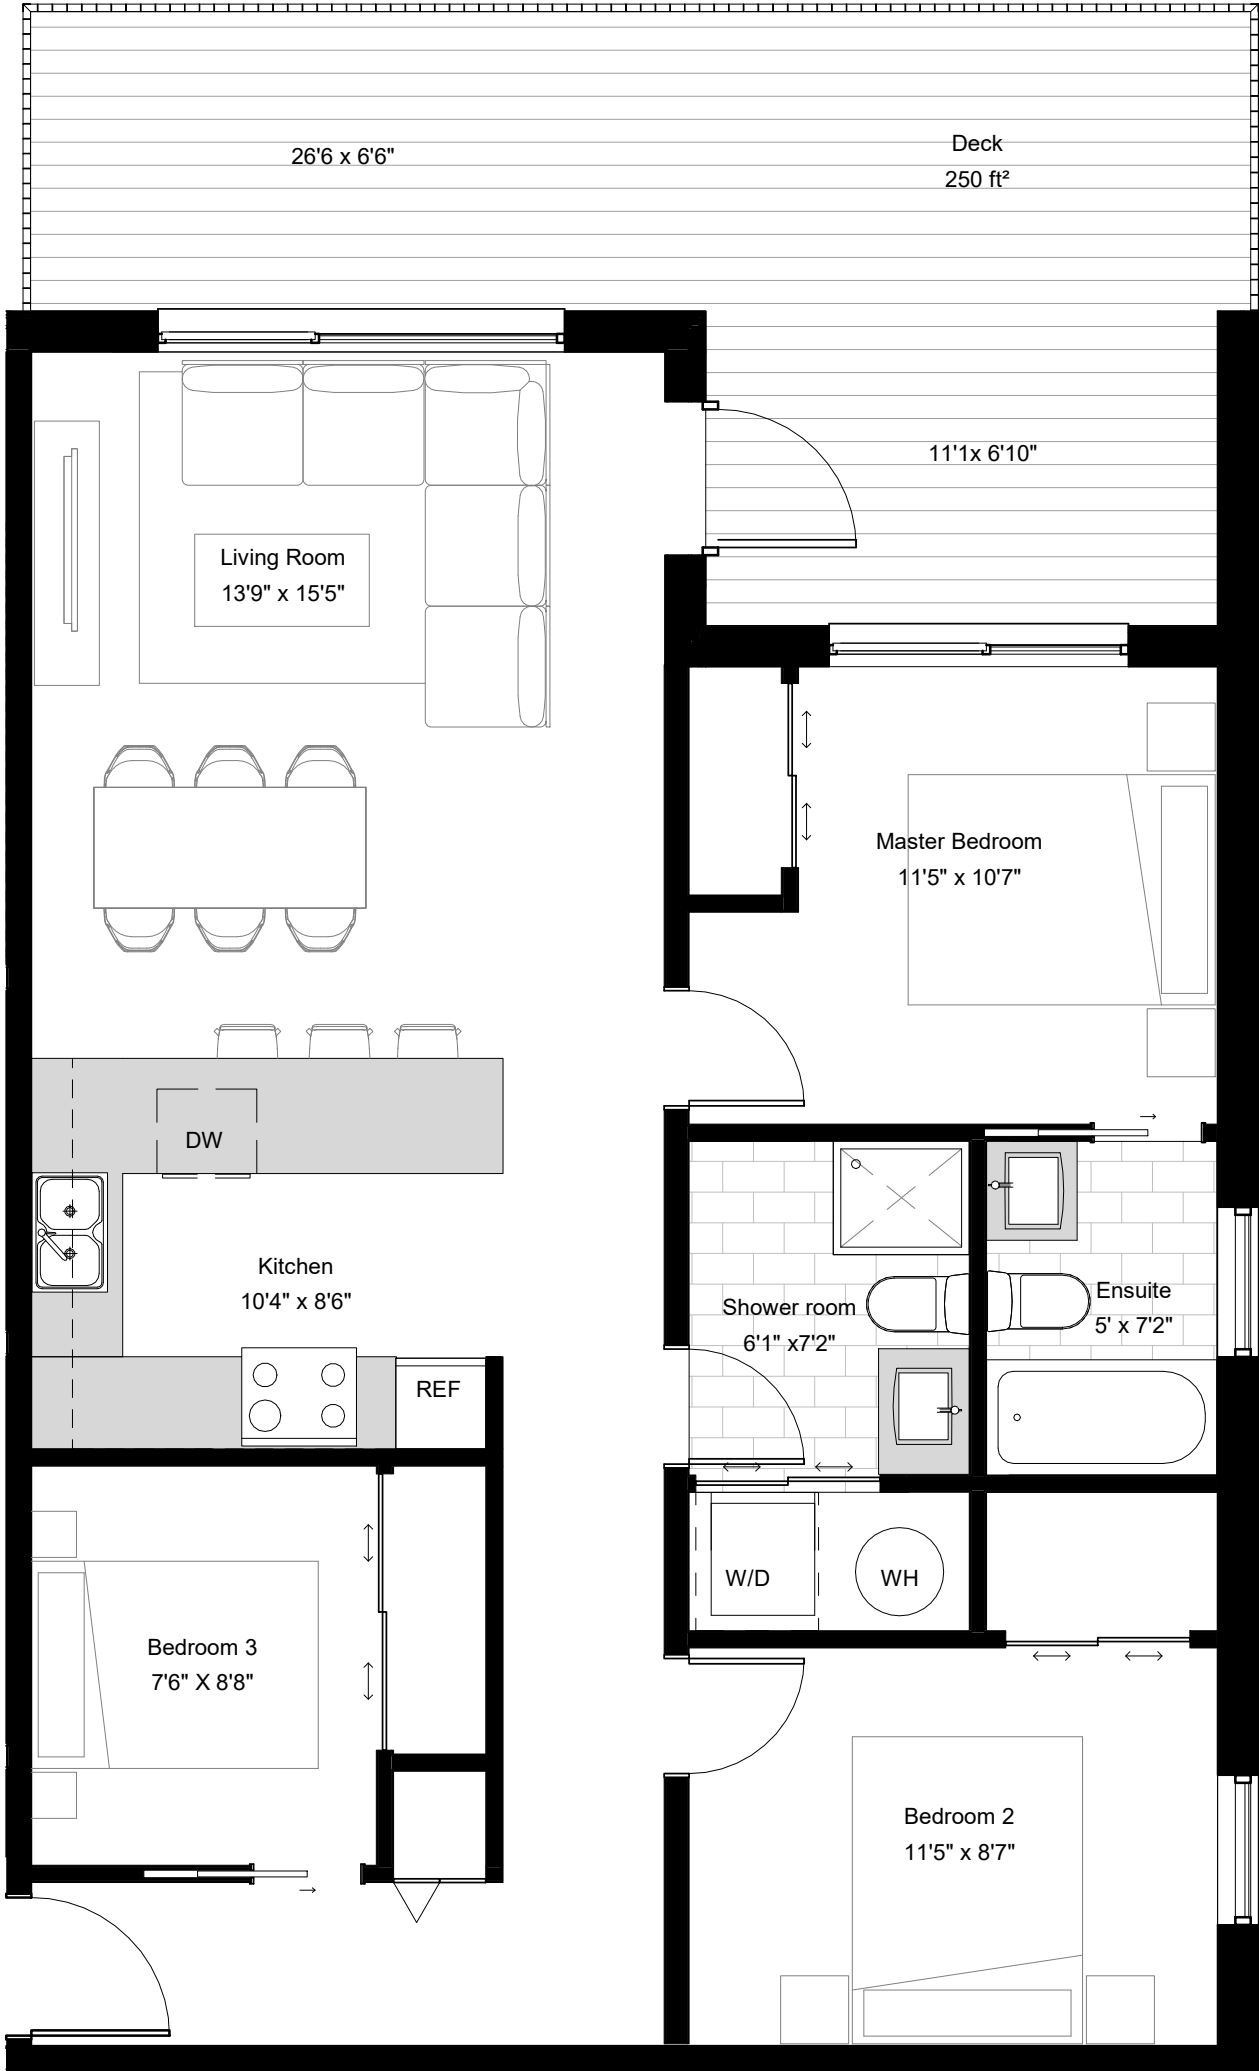 26'6 x 6'6"
Deck
250 ft²
11'1x 6'10"
Living Room
13'9" x 15'5"
Master Bedroom
11'5" x 10'7"
DW
Kitchen
10'4" x 8'6"
Shower room
6'1" x7'2"
Ensuite
5' x 7'2"
REF
W/D
WH
Bedroom 3
7'6" X 8'8"
Bedroom 2
11'5" x 8'7"